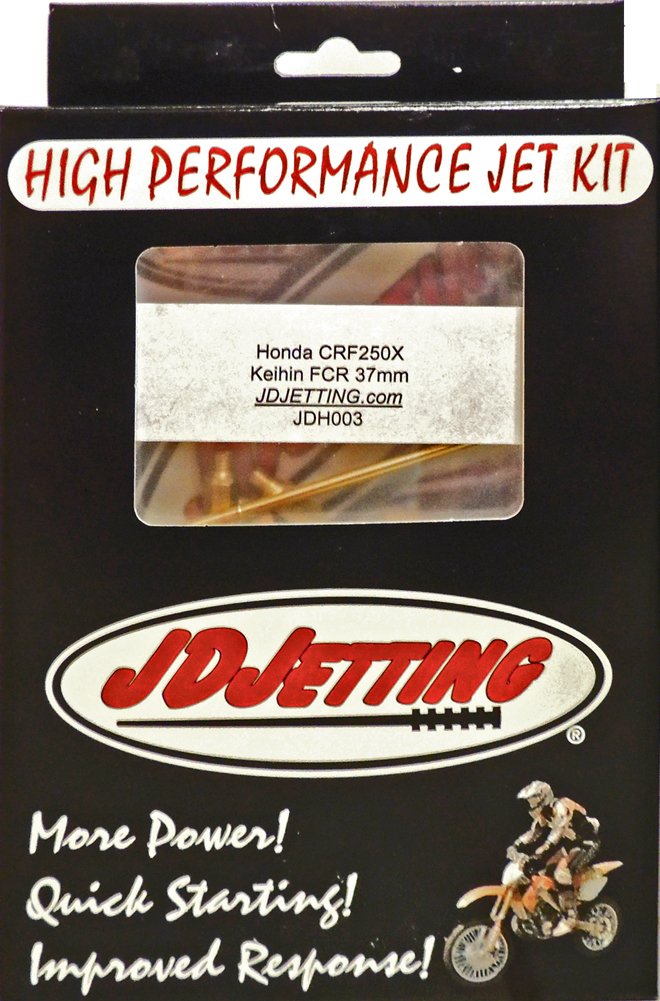 HIGH PERFORMANCE JET KIT
Honda CRF250X
Keihin FCR 37mm
JDJETTING.com
JDH003
JDJETTING
®
More Power!
Quick Starting!
Improved Response!